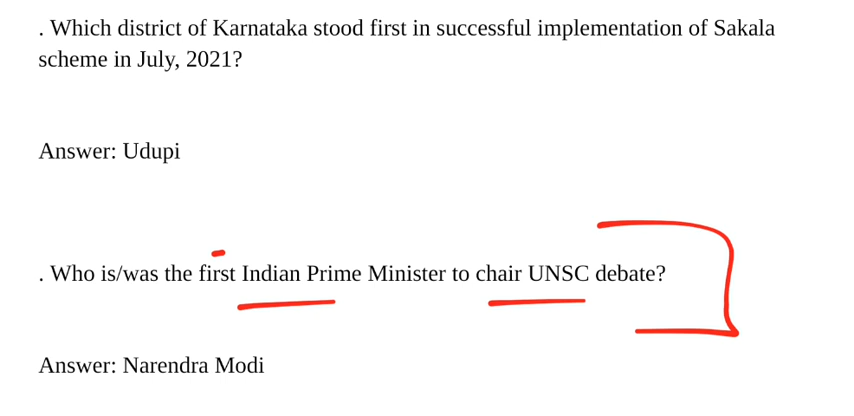 . Which district of Karnataka stood first in successful implementation of Sakala
scheme in July, 2021?
Answer: Udupi
. Who is/was the first Indian Prime Minister to chair UNSC debate?
Answer: Narendra Modi